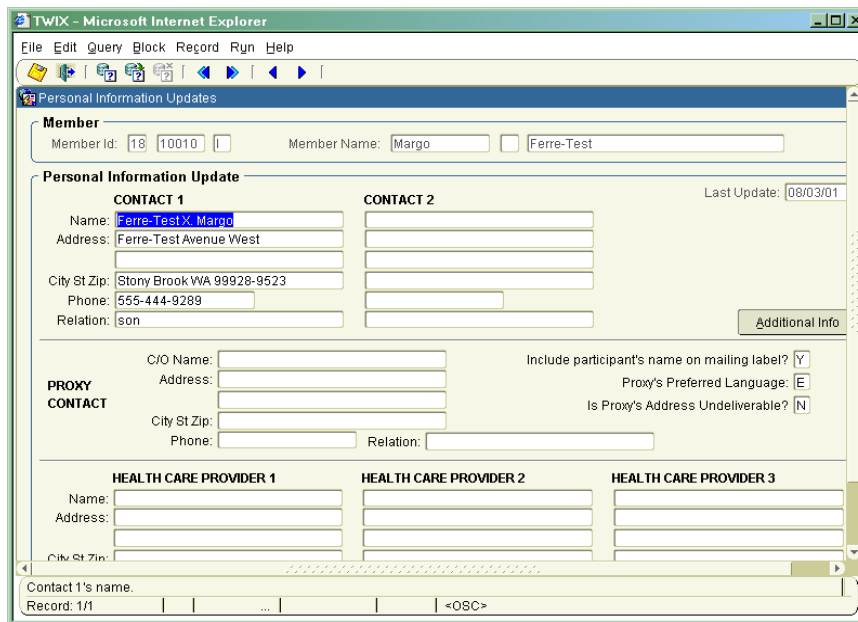 TWIX - Microsoft Internet Explorer
File Edit Query Block Record Run Help
Personal Information Updates
Member
Member Id: 18 10010 I Member Name: Margo Ferre-Test
Personal Information Update
CONTACT 1 CONTACT 2 Last Update: 08/03/01
Name: Ferre-Test X. Margo
Address: Ferre-Test Avenue West
City St Zip: Stony Brook WA 99928-9523
Phone: 555-444-9289
Relation: son Additional Info
C/O Name: Include participant's name on mailing label? Y
PROXY CONTACT Address: Proxy's Preferred Language: E
Is Proxy's Address Undeliverable? N
City St Zip:
Phone: Relation:
HEALTH CARE PROVIDER 1 HEALTH CARE PROVIDER 2 HEALTH CARE PROVIDER 3
Name:
Address:
City St Zip:
Contact 1's name.
Record: 1/1 ... <OSC>